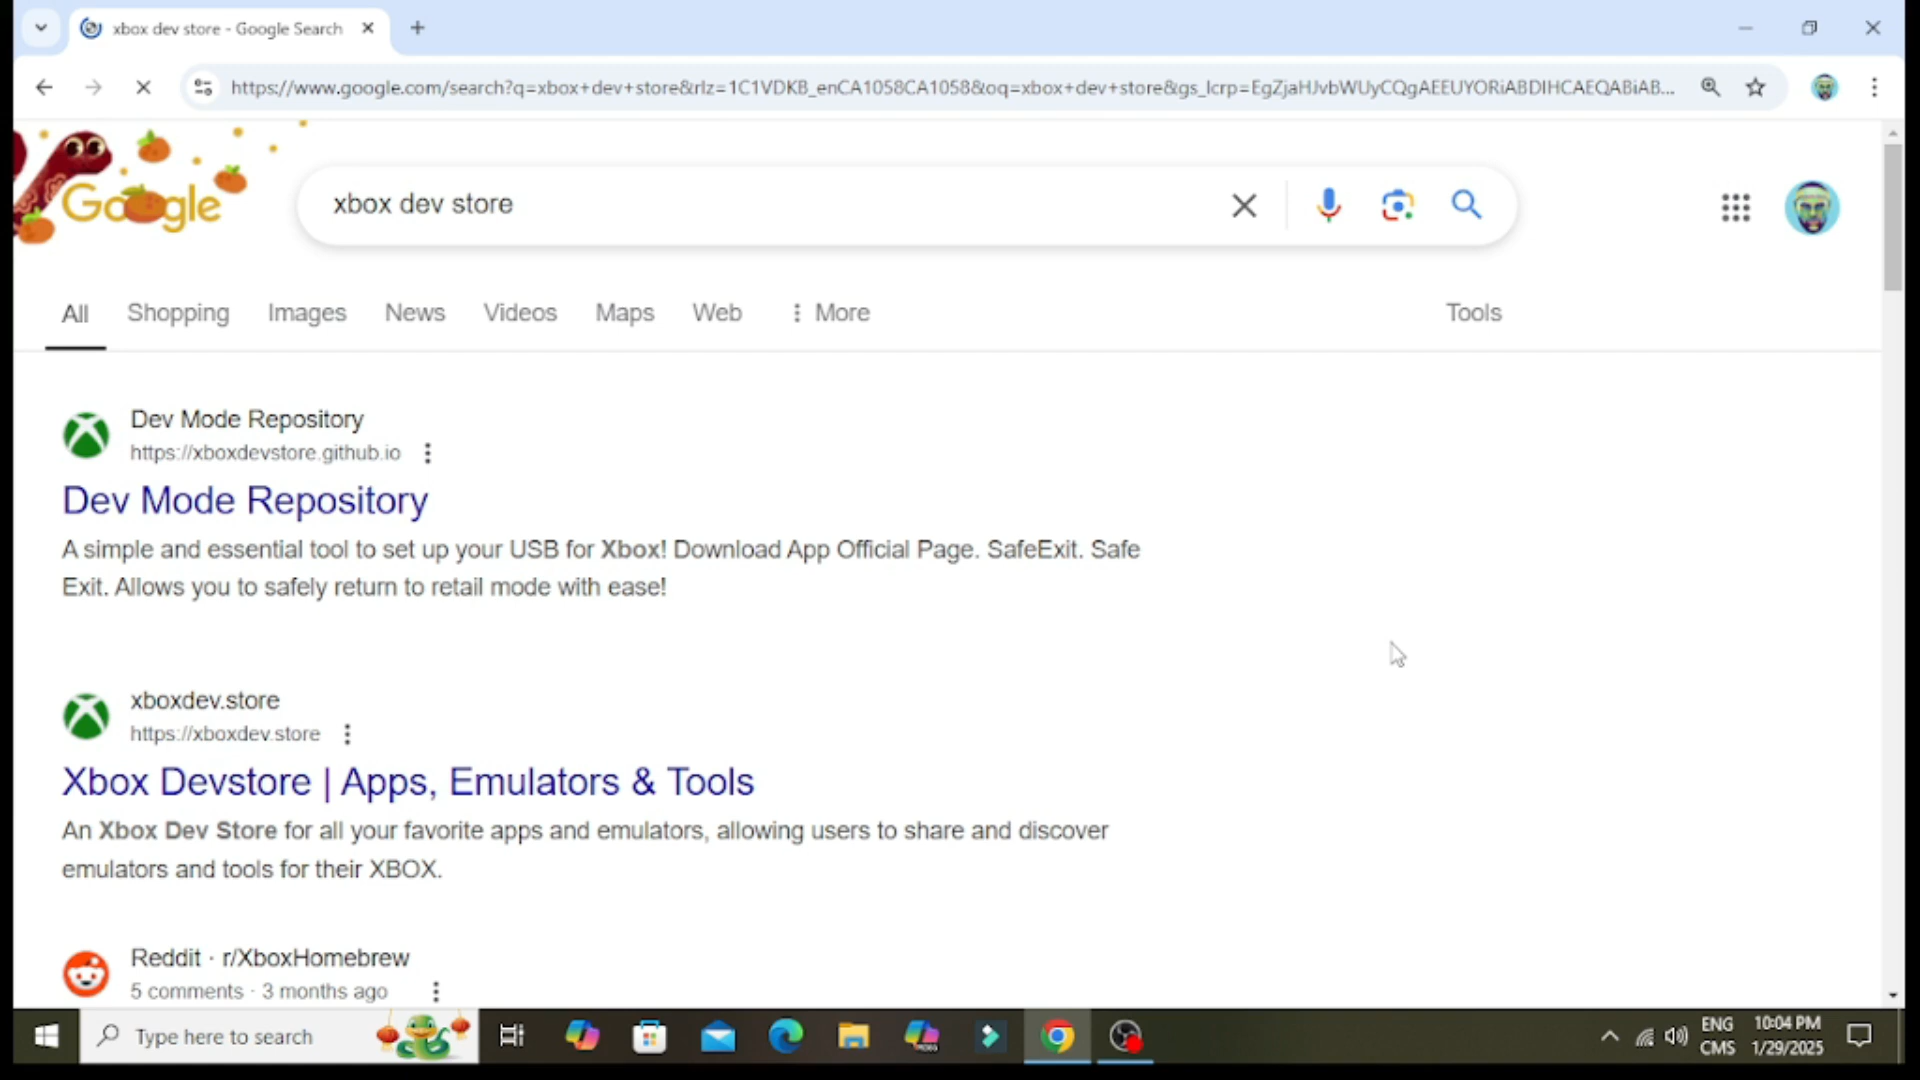 xbox dev store - Google Search
https://www.google.com/search?q=xbox+dev+store&rlz=1C1VDKB_enCA1058CA1058&oq=xbox+dev+store&gs_lcrp=EgZjaHJvbWUyCQgAEEUYORiABDIHCAEQABiAB...
Google
xbox dev store
All Shopping Images News Videos Maps Web More Tools
Dev Mode Repository
https://xboxdevstore.github.io
Dev Mode Repository
A simple and essential tool to set up your USB for Xbox! Download App Official Page. SafeExit. Safe
Exit. Allows you to safely return to retail mode with ease!
xboxdev.store
https://xboxdev.store
Xbox Devstore | Apps, Emulators & Tools
An Xbox Dev Store for all your favorite apps and emulators, allowing users to share and discover
emulators and tools for their XBOX.
Reddit · r/XboxHomebrew
5 comments · 3 months ago
Type here to search
ENG
CMS
10:04 PM
1/29/2025